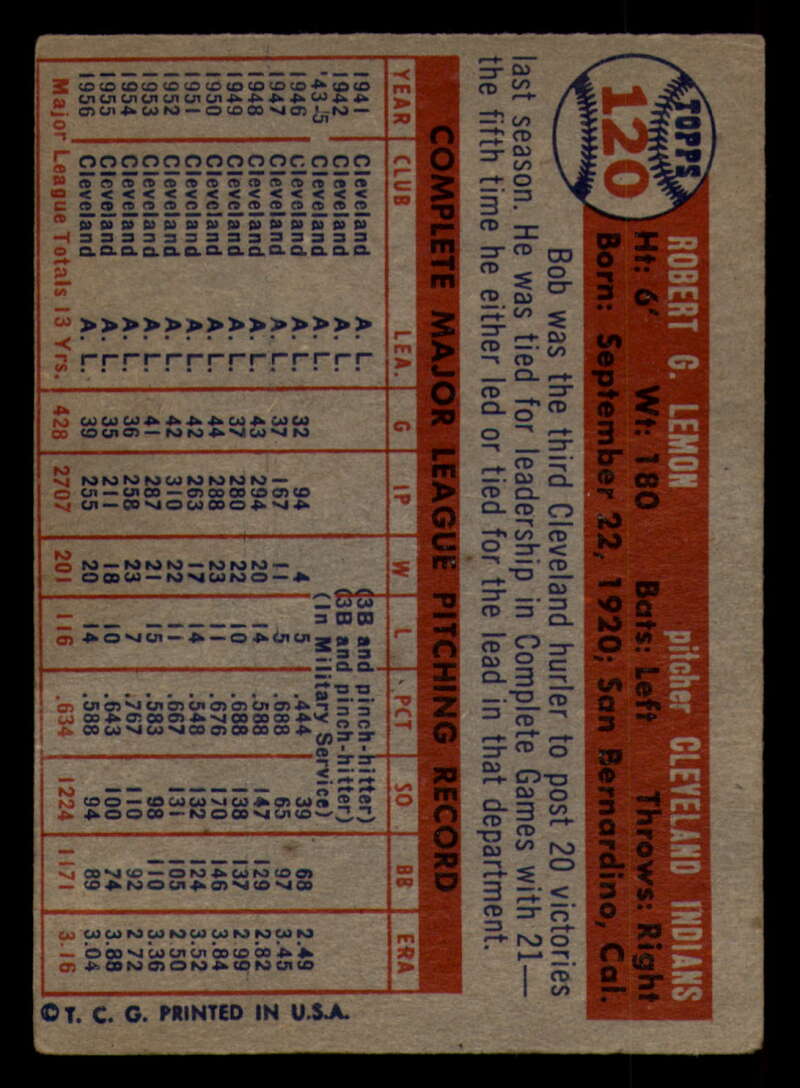 TOPPS
120
ROBERT G. LEMON pitcher CLEVELAND INDIANS
Ht: 6' Wt: 180 Bats: Left Throws: Right
Born: September 22, 1920; San Bernardino, Cal.
Bob was the third Cleveland hurler to post 20 victories
last season. He was tied for leadership in Complete Games with 21—
the fifth time he either led or tied for the lead in that department.
COMPLETE MAJOR LEAGUE PITCHING RECORD
YEAR CLUB LEA. G IP W L PCT SO BB ERA
1941 Cleveland A. L. (3B and pinch-hitter)
1942 Cleveland A. L. (3B and pinch-hitter)
'43-5 Cleveland A. L. (In Military Service)
1946 Cleveland A. L. 32 94 4 5 .444 39 68 2.49
1947 Cleveland A. L. 37 167 11 5 .688 65 97 3.45
1948 Cleveland A. L. 43 294 20 14 .588 147 129 2.82
1949 Cleveland A. L. 37 280 22 10 .688 138 137 2.99
1950 Cleveland A. L. 44 288 23 11 .676 170 146 3.84
1951 Cleveland A. L. 42 263 17 14 .548 132 124 3.52
1952 Cleveland A. L. 42 310 22 11 .667 131 105 2.50
1953 Cleveland A. L. 41 287 21 15 .583 98 110 3.36
1954 Cleveland A. L. 36 258 23 7 .767 110 92 2.72
1955 Cleveland A. L. 35 211 18 10 .643 100 74 3.88
1956 Cleveland A. L. 39 255 20 14 .588 94 89 3.04
Major League Totals 13 Yrs. 428 2707 201 116 .634 1224 1171 3.16
© T. C. G. PRINTED IN U.S.A.